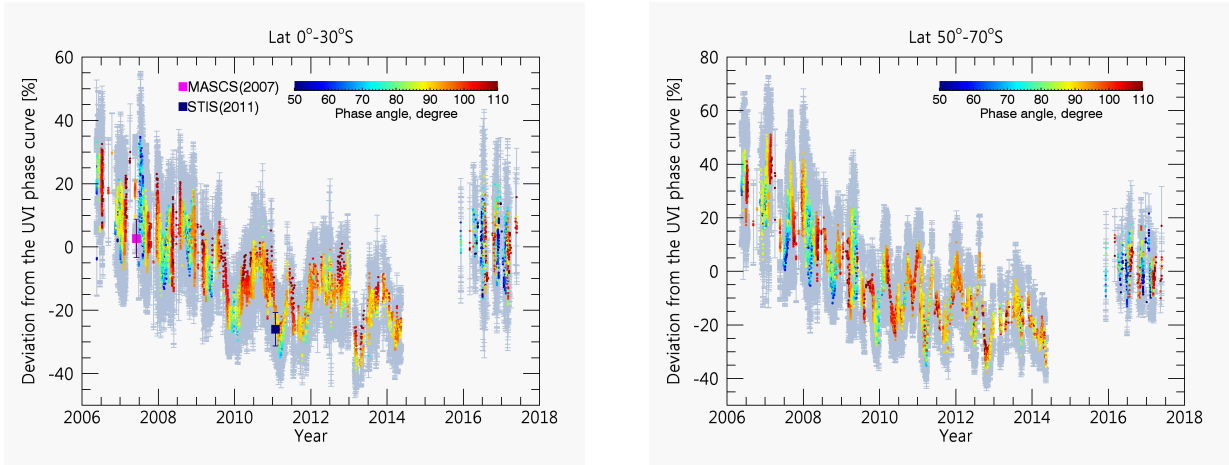 Lat 0°-30°S
Deviation from the UVI phase curve [%]
60
40
20
0
-20
-40
MASCS(2007)
STIS(2011)
50 60 70 80 90 100 110
Phase angle, degree
2006 2008 2010 2012 2014 2016 2018
Year
Lat 50°-70°S
Deviation from the UVI phase curve [%]
80
60
40
20
0
-20
-40
50 60 70 80 90 100 110
Phase angle, degree
2006 2008 2010 2012 2014 2016 2018
Year